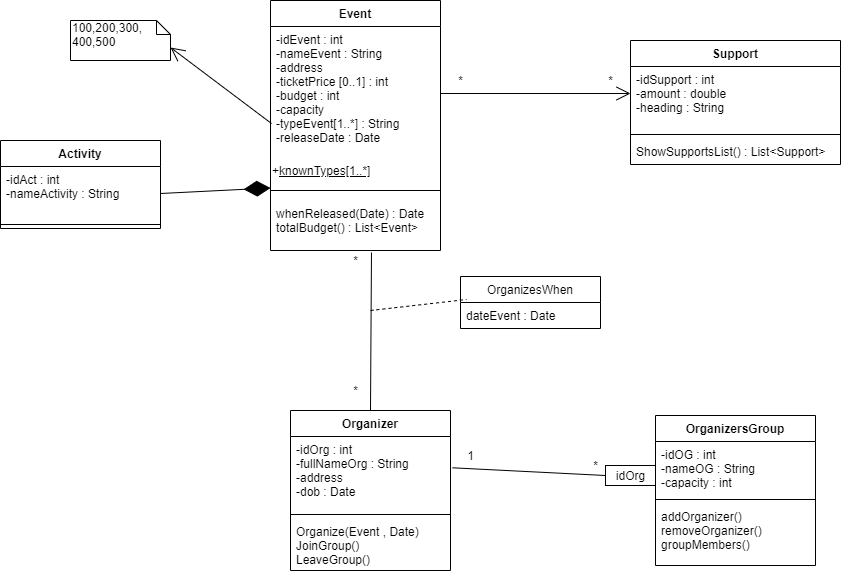 100,200,300,
400,500
Event
-idEvent : int
-nameEvent : String
-address
-ticketPrice [0..1] : int
-budget : int
-capacity
-typeEvent[1..*] : String
-releaseDate : Date
+knownTypes[1..*]
whenReleased(Date) : Date
totalBudget() : List<Event>
*
*
Support
-idSupport : int
-amount : double
-heading : String
ShowSupportsList() : List<Support>
Activity
-idAct : int
-nameActivity : String
*
OrganizesWhen
dateEvent : Date
*
Organizer
-idOrg : int
-fullNameOrg : String
-address
-dob : Date
Organize(Event , Date)
JoinGroup()
LeaveGroup()
1
*
idOrg
OrganizersGroup
-idOG : int
-nameOG : String
-capacity : int
addOrganizer()
removeOrganizer()
groupMembers()